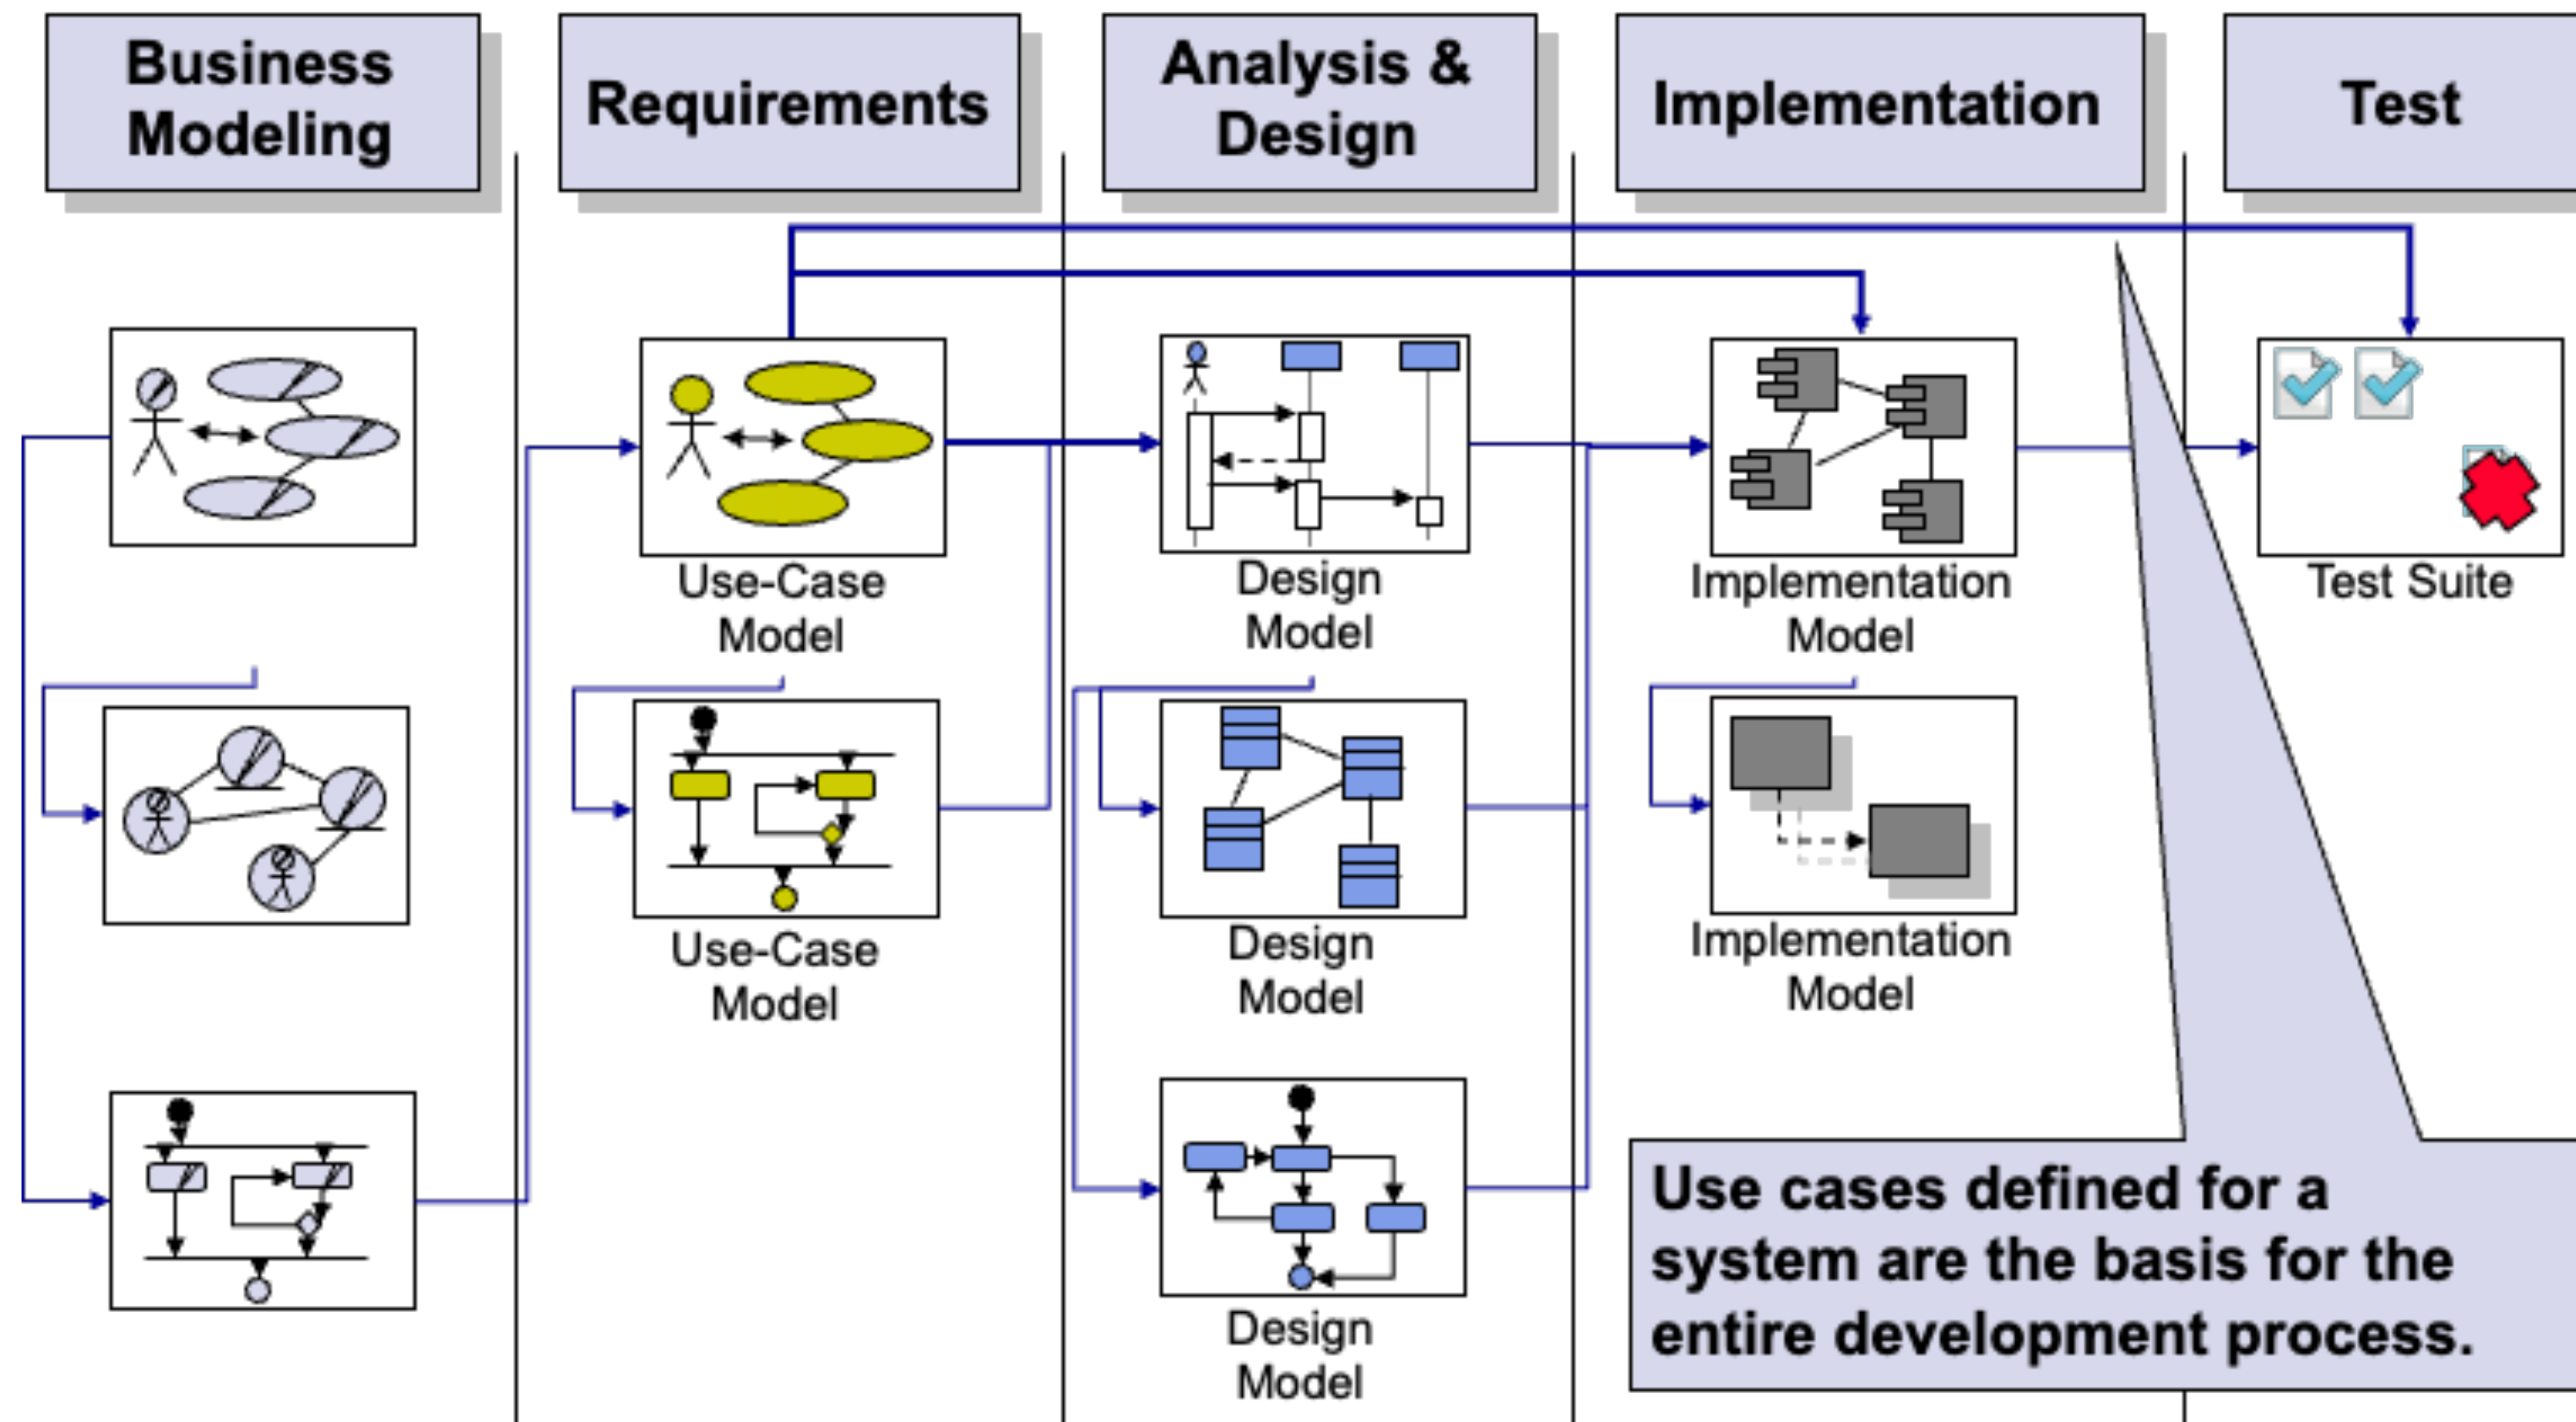 Business
Modeling
Requirements
Analysis &
Design
Implementation
Test
Use-Case
Model
Design
Model
Implementation
Model
Test Suite
Use-Case
Model
Design
Model
Implementation
Model
Design
Model
Use cases defined for a
system are the basis for the
entire development process.